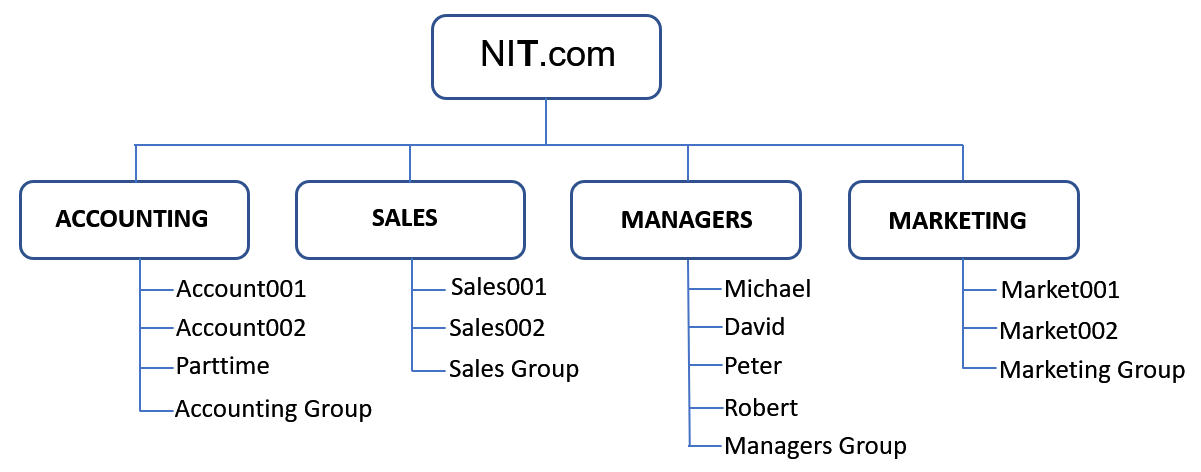 NIT.com
ACCOUNTING
Account001
Account002
Parttime
Accounting Group
SALES
Sales001
Sales002
Sales Group
MANAGERS
Michael
David
Peter
Robert
Managers Group
MARKETING
Market001
Market002
Marketing Group